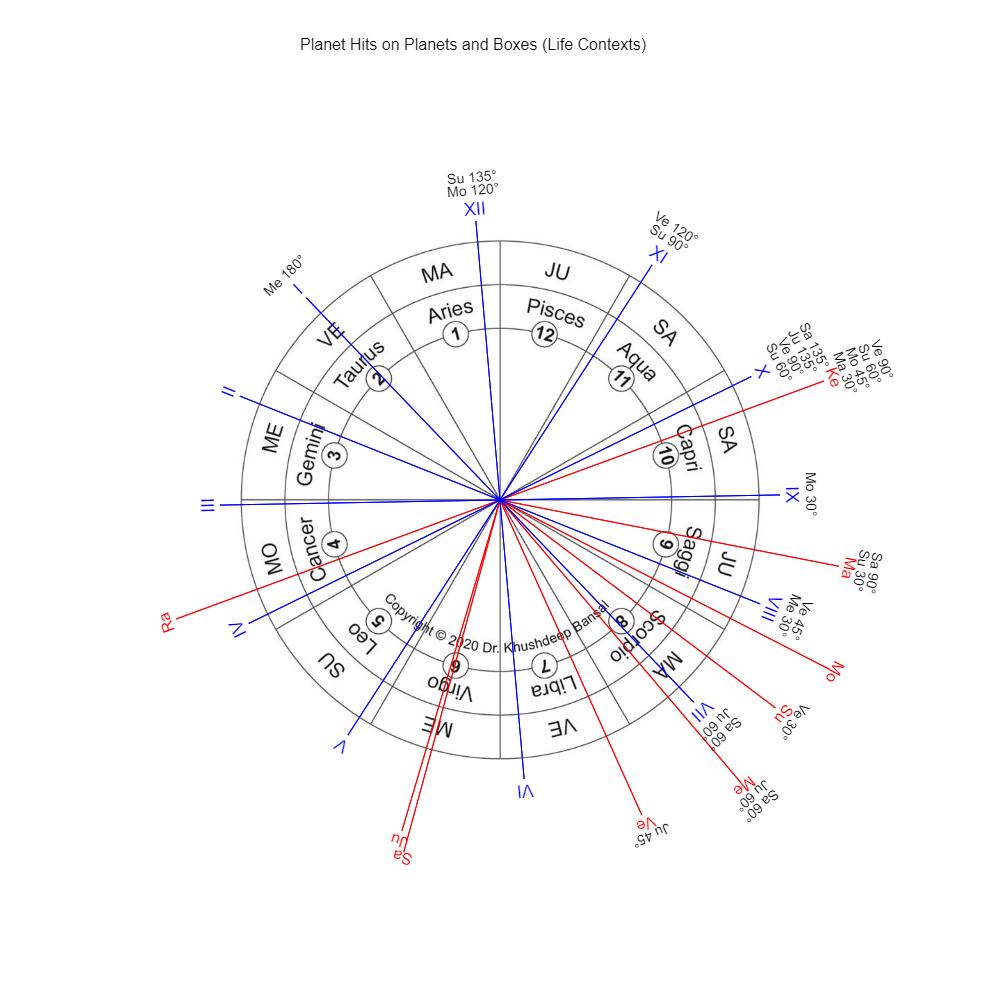 Planet Hits on Planets and Boxes (Life Contexts)
Su 135°
Mo 120°
XII
Ve 120°
Su 90°
XI
Me 180°
I
MA
JU
VE
SA
Aries
Pisces
1
12
Taurus
Aqua
2
11
Sa 135°
Ju 135°
Ve 90°
Su 60°
X
Ve 90°
Su 60°
Mo 45°
Ma 30°
Ke
II
ME
SA
Gemini
Capri
3
10
III
IX
Mo 30°
MO
JU
Cancer
Saggi
4
9
Sa 90°
Su 30°
Ma
Ra
IV
VIII
Ve 45°
Me 30°
Copyright © 2020 Dr. Khushdeep Bansal
5
8
Leo
Scorpio
SU
MA
6
7
Virgo
Libra
ME
VE
Mo
Su
Ve 30°
VII
Sa 60°
Ju 60°
V
VI
Me
Sa 60°
Ju 60°
Ve
Ju 45°
Ju
Sa